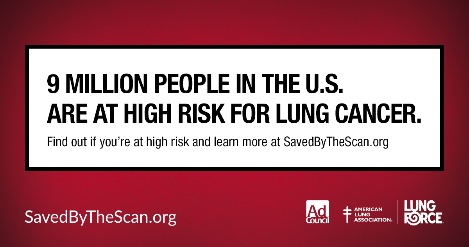 9 MILLION PEOPLE IN THE U.S.
ARE AT HIGH RISK FOR LUNG CANCER.
Find out if you're at high risk and learn more at SavedByTheScan.org
SavedByTheScan.org
Ad
Council
AMERICAN
LUNG
ASSOCIATION.
LUNG
FORCE